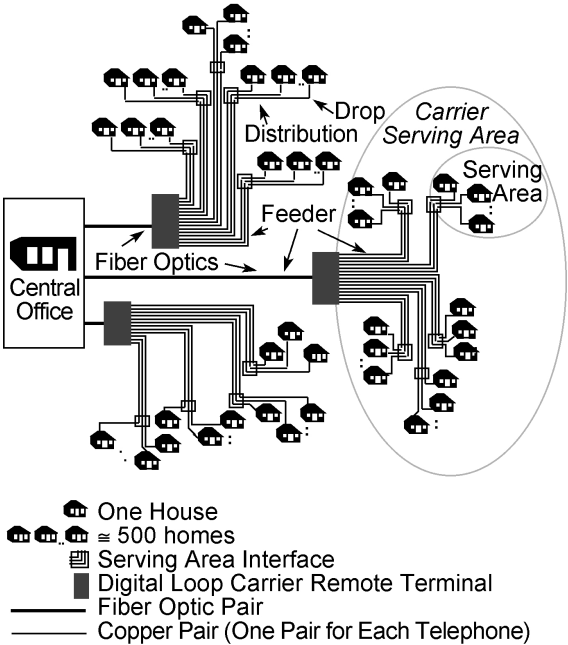 Drop
Distribution
Carrier
Serving Area
Serving
Area
Feeder
Fiber Optics
Central
Office
One House
≅ 500 homes
Serving Area Interface
Digital Loop Carrier Remote Terminal
Fiber Optic Pair
Copper Pair (One Pair for Each Telephone)